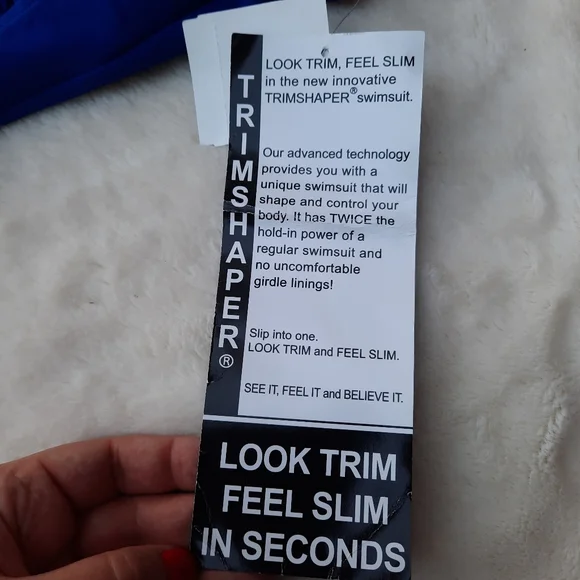 TRIMSHAPER®
LOOK TRIM, FEEL SLIM
in the new innovative
TRIMSHAPER® swimsuit.
Our advanced technology
provides you with a
unique swimsuit that will
shape and control your
body. It has TWICE the
hold-in power of a
regular swimsuit and
no uncomfortable
girdle linings!
Slip into one.
LOOK TRIM and FEEL SLIM.
SEE IT, FEEL IT and BELIEVE IT.
LOOK TRIM
FEEL SLIM
IN SECONDS